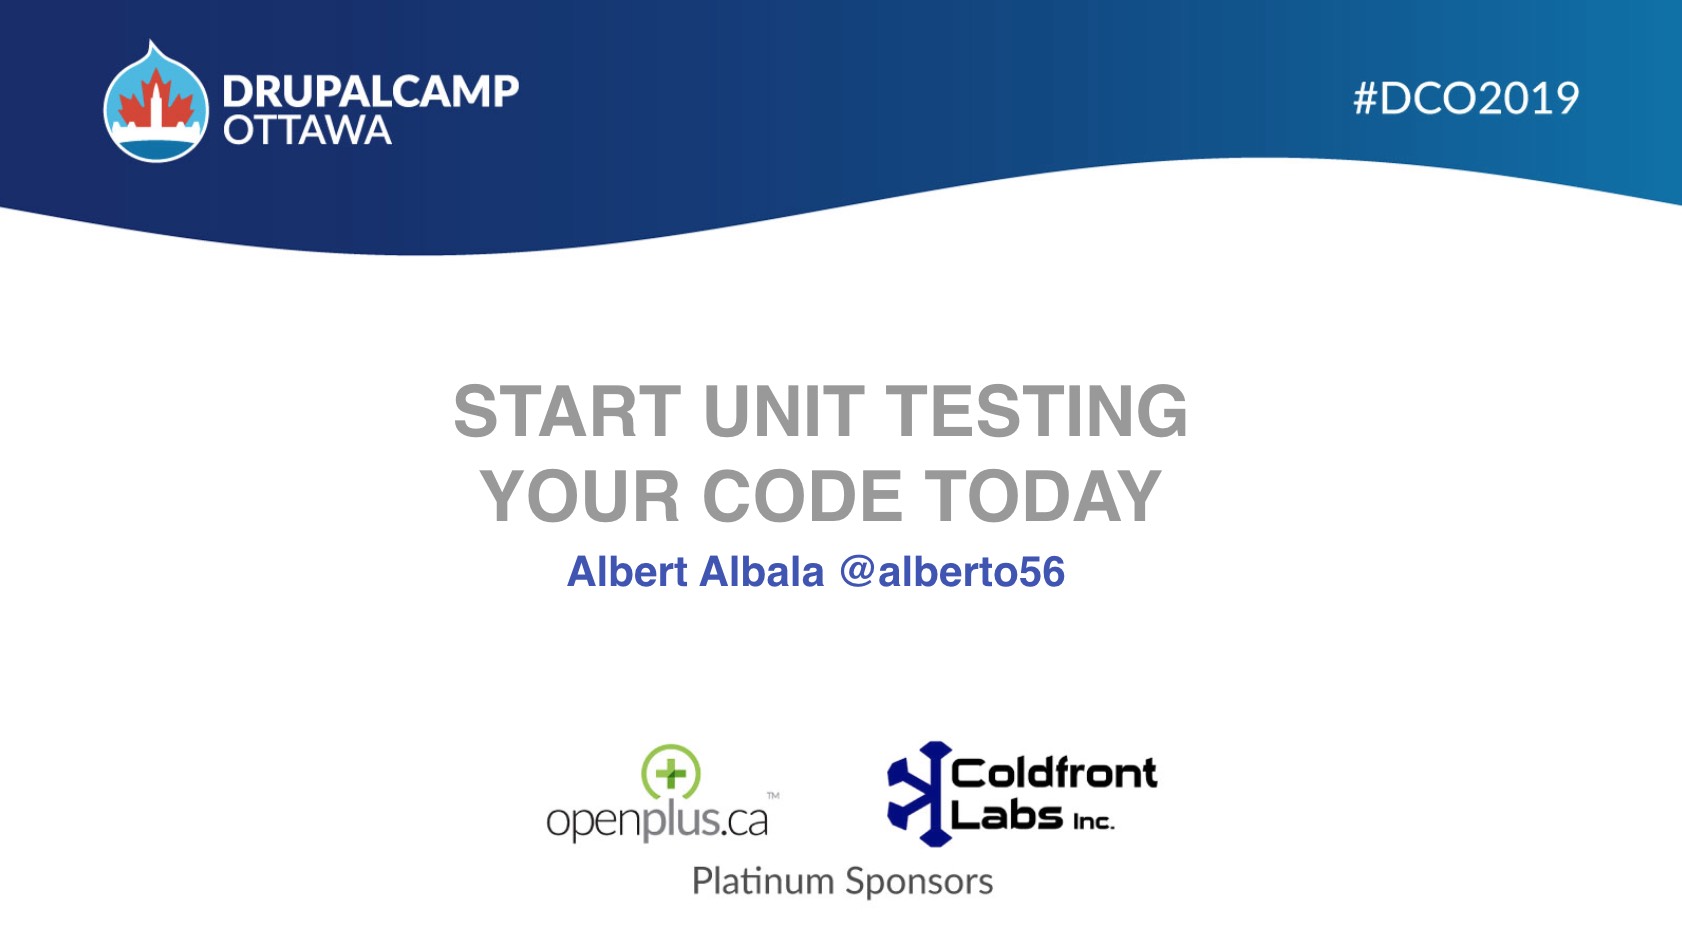 DRUPALCAMP
OTTAWA
#DCO2019
START UNIT TESTING
YOUR CODE TODAY
Albert Albala @alberto56
openplus.ca™
Coldfront
Labs Inc.
Platinum Sponsors